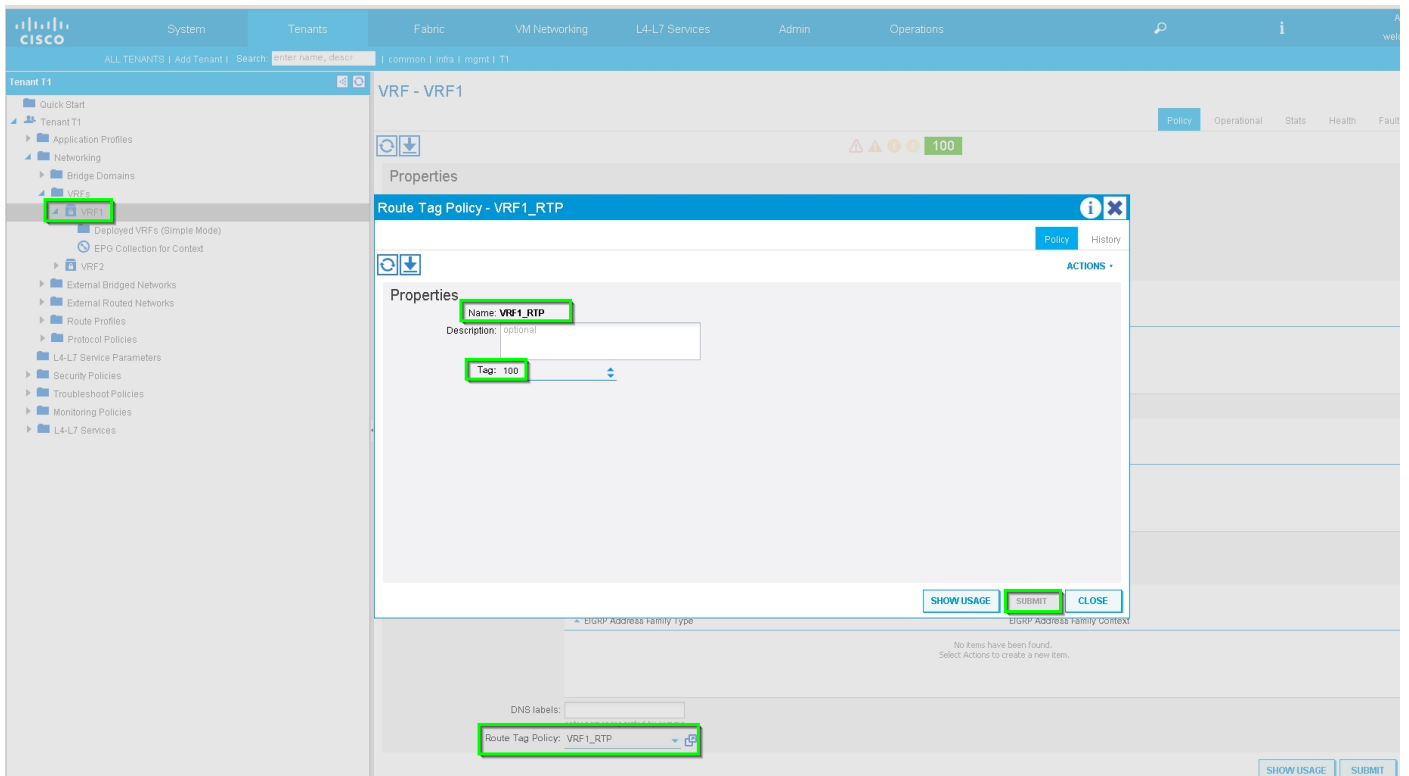 CISCO
System
Tenants
Fabric
VM Networking
L4-L7 Services
Admin
Operations
i
ALL TENANTS | Add Tenant | Search: enter name, descr | common | infra | mgmt | T1
Tenant T1
Quick Start
Tenant T1
Application Profiles
Networking
Bridge Domains
VRFs
VRF1
Deployed VRFs (Simple Mode)
EPG Collection for Context
VRF2
External Bridged Networks
External Routed Networks
Route Profiles
Protocol Policies
L4-L7 Service Parameters
Security Policies
Troubleshoot Policies
Monitoring Policies
L4-L7 Services
VRF - VRF1
Policy
Operational
Stats
Health
Fault
100
Properties
Route Tag Policy - VRF1_RTP
i
Policy
History
ACTIONS
Properties
Name: VRF1_RTP
Description: optional
Tag: 100
SHOW USAGE
SUBMIT
CLOSE
EIGRP Address Family Type
EIGRP Address Family Context
No items have been found.
Select Actions to create a new item.
DNS labels:
Route Tag Policy: VRF1_RTP
SHOW USAGE
SUBMIT